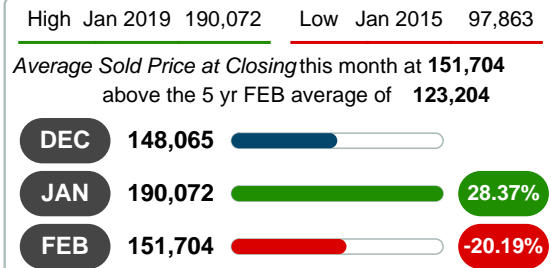 High Jan 2019 190,072 Low Jan 2015 97,863
Average Sold Price at Closing this month at 151,704
above the 5 yr FEB average of 123,204
DEC 148,065
JAN 190,072 28.37%
FEB 151,704 -20.19%